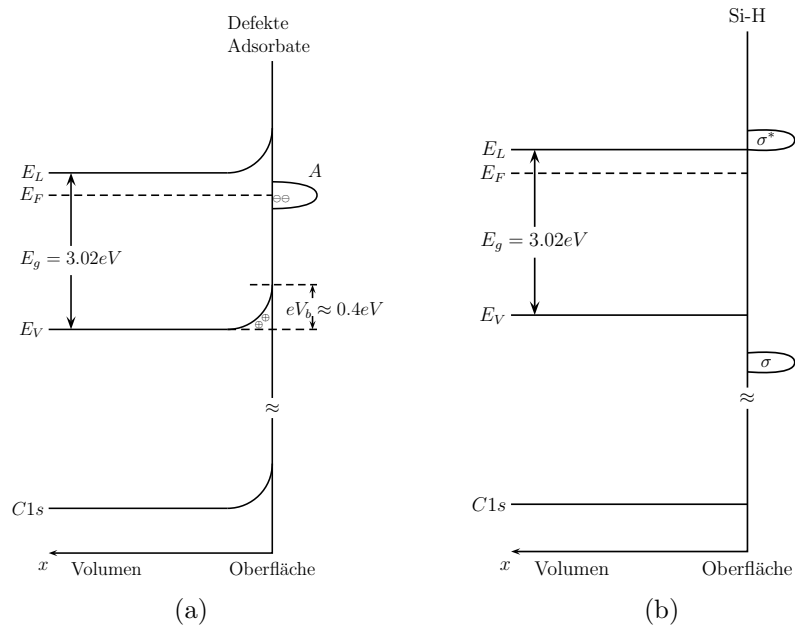 Defekte
Adsorbate
E_L
E_F
A
⊖⊖
E_g = 3.02eV
eV_b ≈ 0.4eV
⊕⊕
E_V
≈
C1s
x
Volumen
Oberfläche
(a)
Si-H
σ*
E_L
E_F
E_g = 3.02eV
E_V
σ
≈
C1s
x
Volumen
Oberfläche
(b)